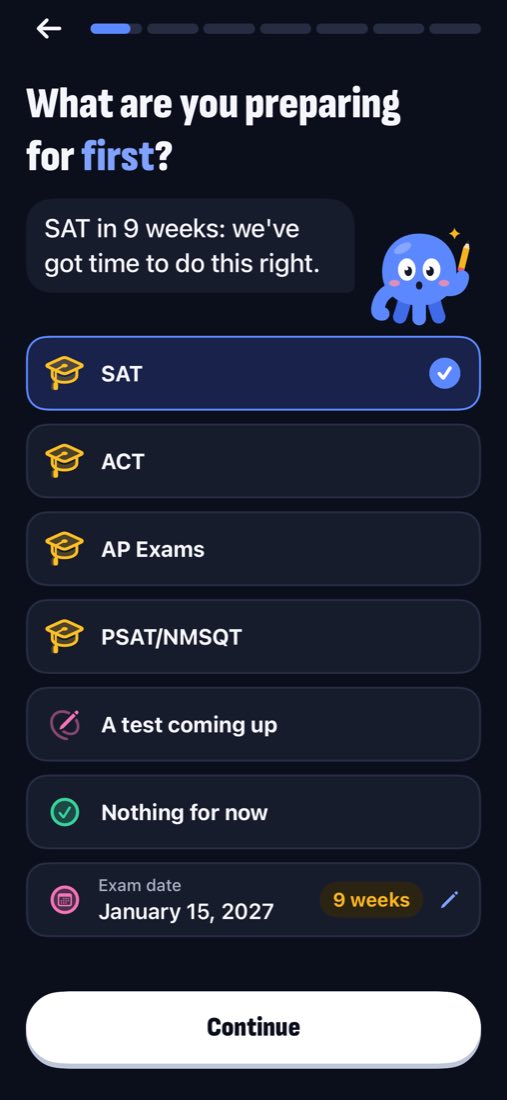 What are you preparing
for first?
SAT in 9 weeks: we've
got time to do this right.
SAT
ACT
AP Exams
PSAT/NMSQT
A test coming up
Nothing for now
Exam date
January 15, 2027
9 weeks
Continue